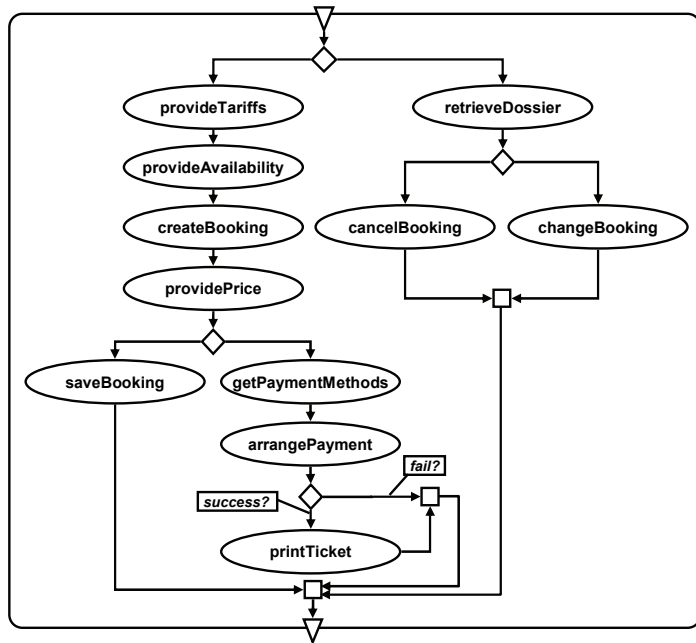 provideTariffs
retrieveDossier
provideAvailability
createBooking
cancelBooking
changeBooking
providePrice
saveBooking
getPaymentMethods
arrangePayment
fail?
success?
printTicket